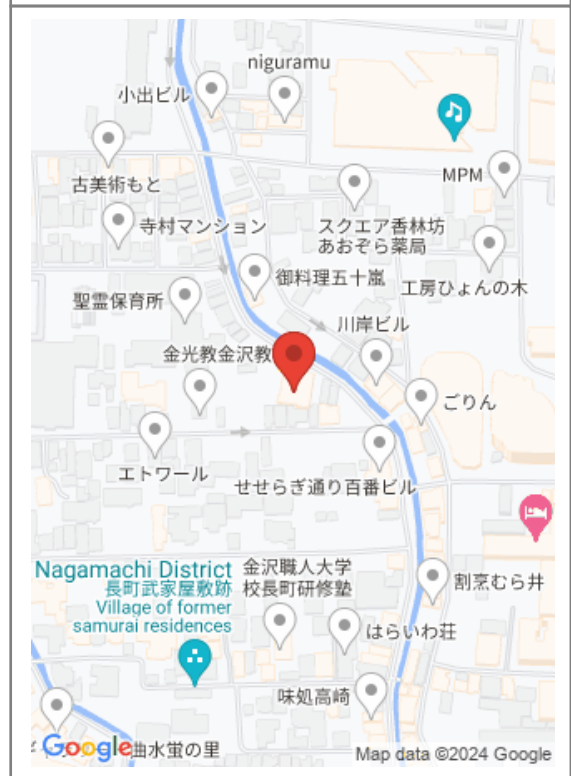 niguramu
小出ビル
MPM
古美術もと
寺村マンション
スクエア香林坊
あおぞら薬局
御料理五十嵐
工房ひょんの木
聖霊保育所
川岸ビル
金光教金沢教
ごりん
エトワール
せせらぎ通り百番ビル
Nagamachi District
長町武家屋敷跡
Village of former
samurai residences
金沢職人大学
校長町研修塾
割烹むら井
はらいわ荘
味処高崎
Google
曲水蛍の里
Map data ©2024 Google